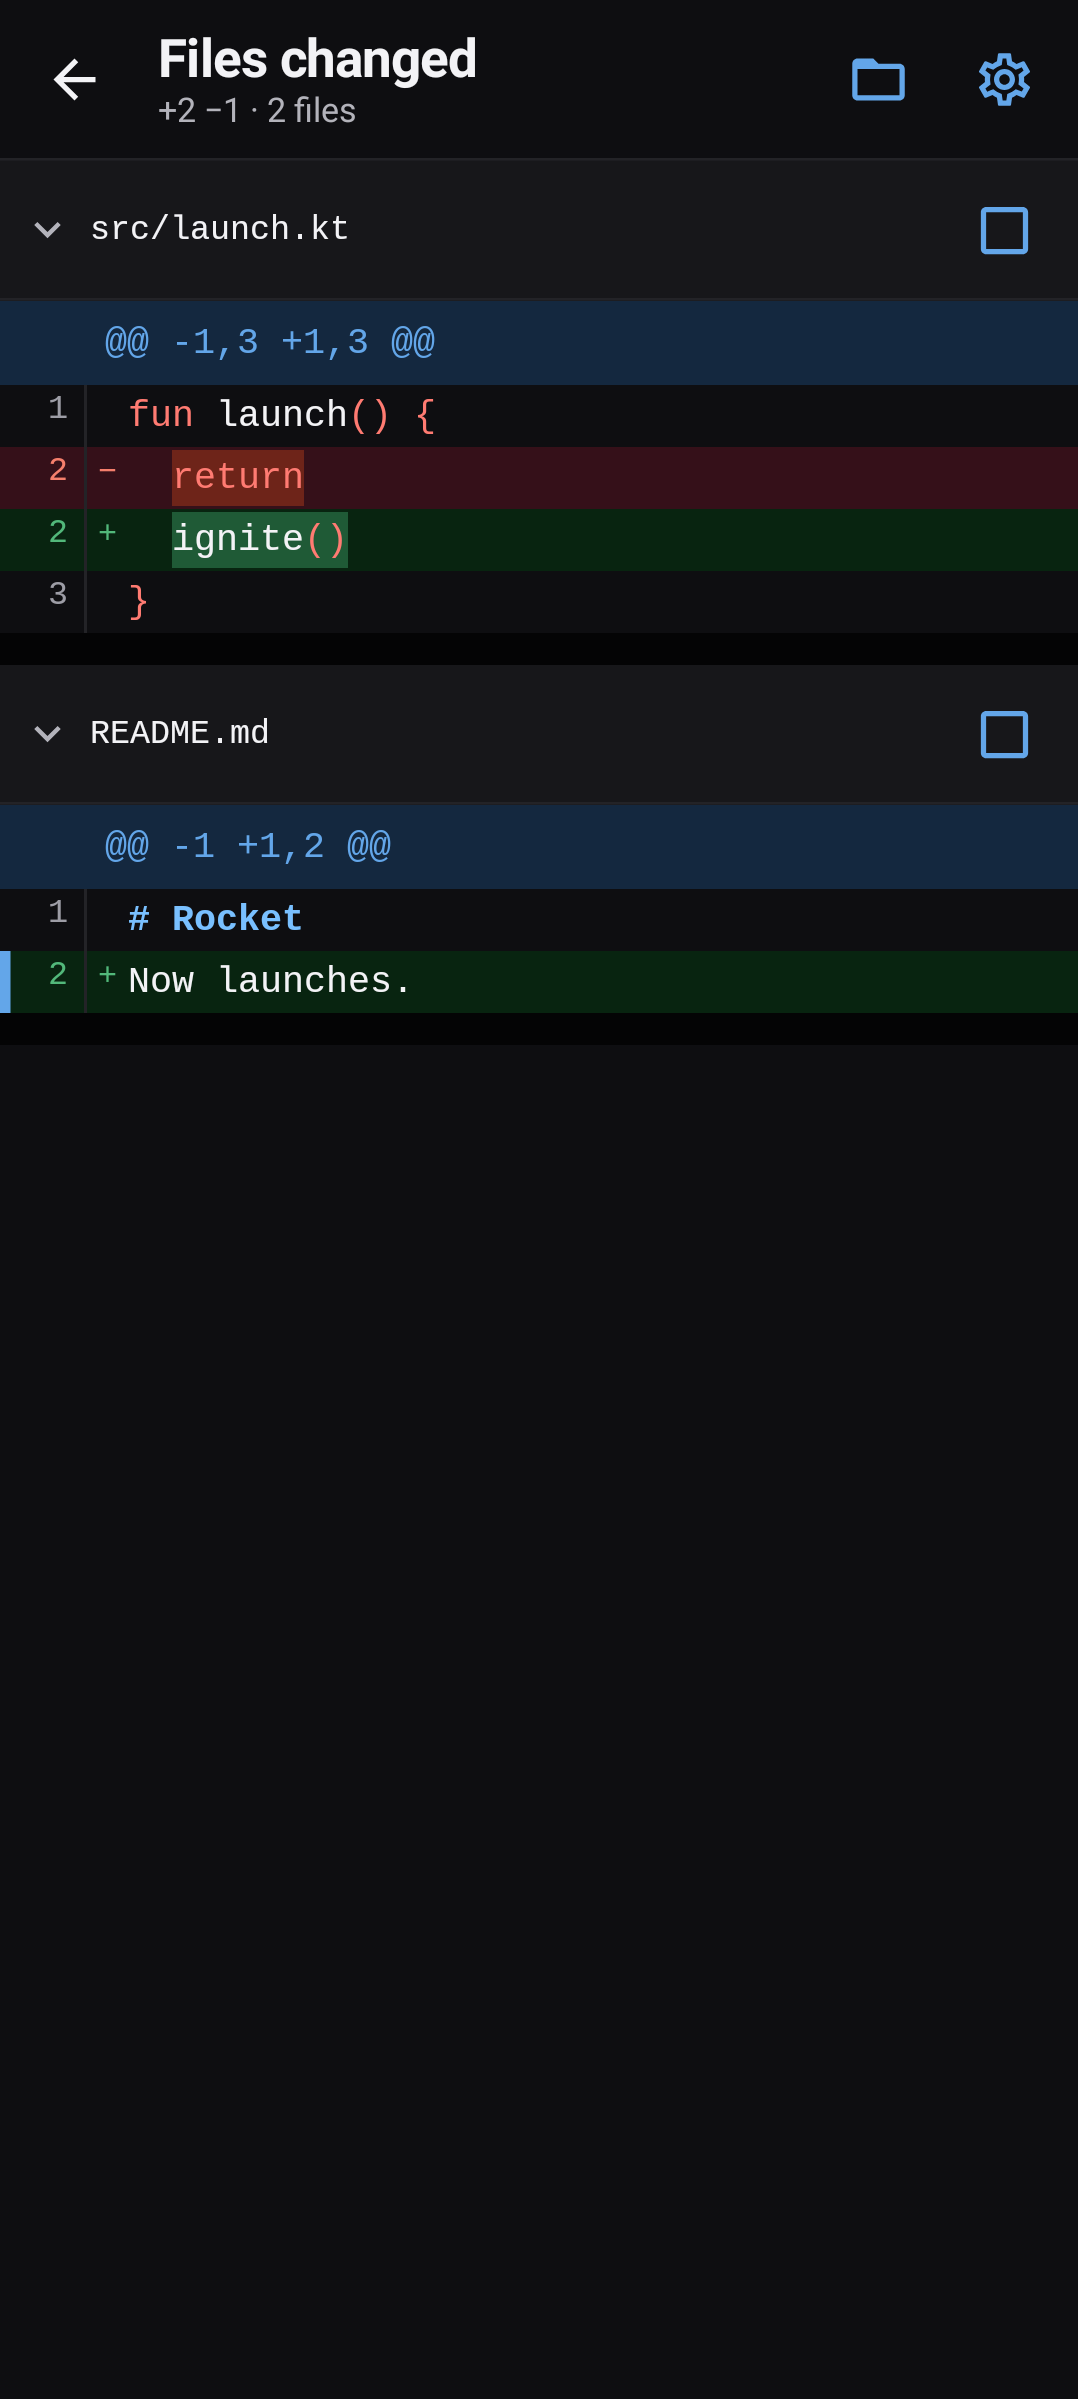 Files changed
+2 −1 · 2 files
src/launch.kt
@@ -1,3 +1,3 @@
1 fun launch() {
2 − return
2 + ignite()
3 }
README.md
@@ -1 +1,2 @@
1 # Rocket
2 + Now launches.